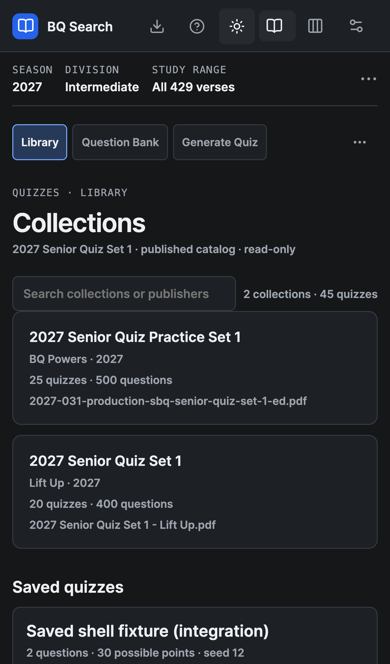 BQ Search
SEASON DIVISION STUDY RANGE
2027 Intermediate All 429 verses
Library Question Bank Generate Quiz
QUIZZES · LIBRARY
Collections
2027 Senior Quiz Set 1 · published catalog · read-only
Search collections or publishers 2 collections · 45 quizzes
2027 Senior Quiz Practice Set 1
BQ Powers · 2027
25 quizzes · 500 questions
2027-031-production-sbq-senior-quiz-set-1-ed.pdf
2027 Senior Quiz Set 1
Lift Up · 2027
20 quizzes · 400 questions
2027 Senior Quiz Set 1 - Lift Up.pdf
Saved quizzes
Saved shell fixture (integration)
2 questions · 30 possible points · seed 12